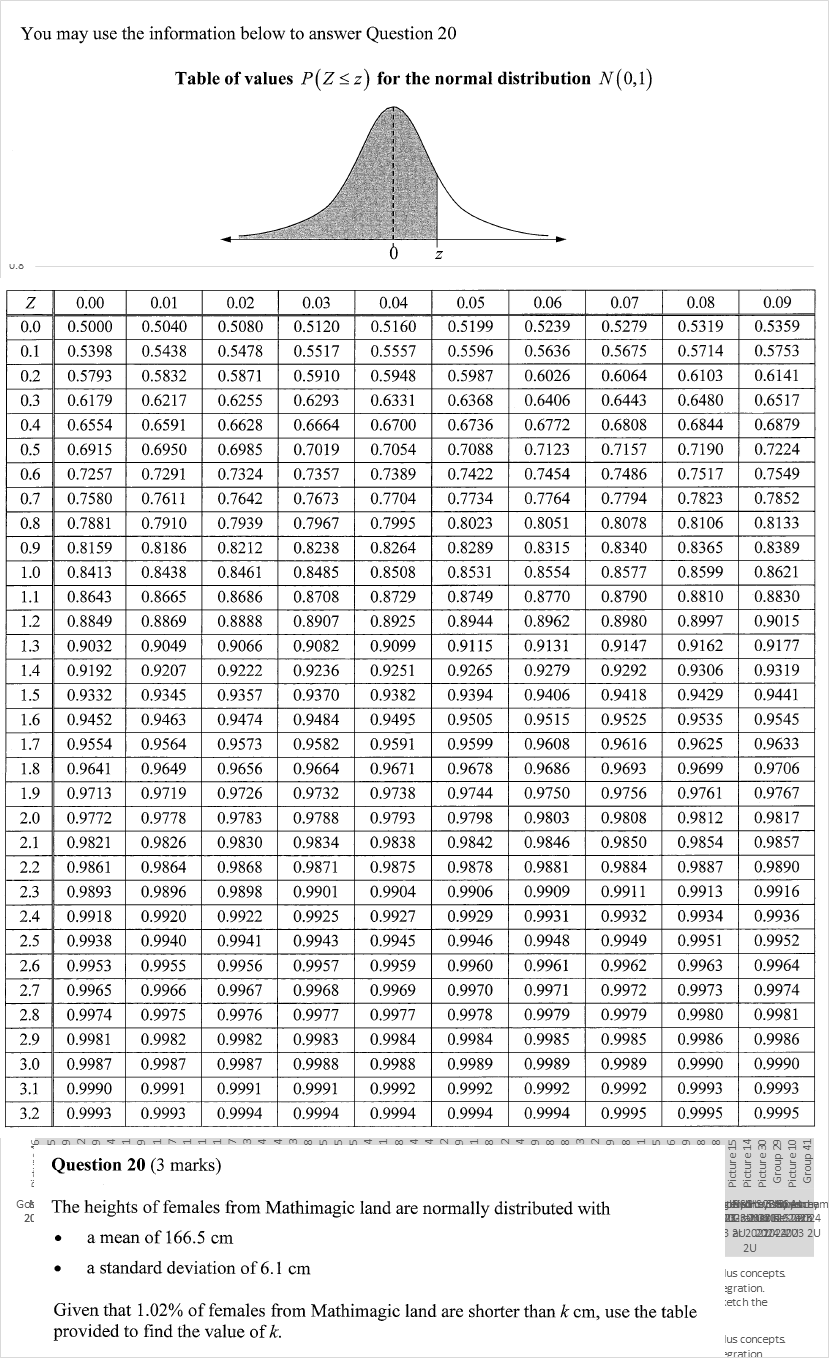 You may use the information below to answer Question 20
Table of values P(Z ≤ z) for the normal distribution N(0,1)
0 z
Z 0.00 0.01 0.02 0.03 0.04 0.05 0.06 0.07 0.08 0.09
0.0 0.5000 0.5040 0.5080 0.5120 0.5160 0.5199 0.5239 0.5279 0.5319 0.5359
0.1 0.5398 0.5438 0.5478 0.5517 0.5557 0.5596 0.5636 0.5675 0.5714 0.5753
0.2 0.5793 0.5832 0.5871 0.5910 0.5948 0.5987 0.6026 0.6064 0.6103 0.6141
0.3 0.6179 0.6217 0.6255 0.6293 0.6331 0.6368 0.6406 0.6443 0.6480 0.6517
0.4 0.6554 0.6591 0.6628 0.6664 0.6700 0.6736 0.6772 0.6808 0.6844 0.6879
0.5 0.6915 0.6950 0.6985 0.7019 0.7054 0.7088 0.7123 0.7157 0.7190 0.7224
0.6 0.7257 0.7291 0.7324 0.7357 0.7389 0.7422 0.7454 0.7486 0.7517 0.7549
0.7 0.7580 0.7611 0.7642 0.7673 0.7704 0.7734 0.7764 0.7794 0.7823 0.7852
0.8 0.7881 0.7910 0.7939 0.7967 0.7995 0.8023 0.8051 0.8078 0.8106 0.8133
0.9 0.8159 0.8186 0.8212 0.8238 0.8264 0.8289 0.8315 0.8340 0.8365 0.8389
1.0 0.8413 0.8438 0.8461 0.8485 0.8508 0.8531 0.8554 0.8577 0.8599 0.8621
1.1 0.8643 0.8665 0.8686 0.8708 0.8729 0.8749 0.8770 0.8790 0.8810 0.8830
1.2 0.8849 0.8869 0.8888 0.8907 0.8925 0.8944 0.8962 0.8980 0.8997 0.9015
1.3 0.9032 0.9049 0.9066 0.9082 0.9099 0.9115 0.9131 0.9147 0.9162 0.9177
1.4 0.9192 0.9207 0.9222 0.9236 0.9251 0.9265 0.9279 0.9292 0.9306 0.9319
1.5 0.9332 0.9345 0.9357 0.9370 0.9382 0.9394 0.9406 0.9418 0.9429 0.9441
1.6 0.9452 0.9463 0.9474 0.9484 0.9495 0.9505 0.9515 0.9525 0.9535 0.9545
1.7 0.9554 0.9564 0.9573 0.9582 0.9591 0.9599 0.9608 0.9616 0.9625 0.9633
1.8 0.9641 0.9649 0.9656 0.9664 0.9671 0.9678 0.9686 0.9693 0.9699 0.9706
1.9 0.9713 0.9719 0.9726 0.9732 0.9738 0.9744 0.9750 0.9756 0.9761 0.9767
2.0 0.9772 0.9778 0.9783 0.9788 0.9793 0.9798 0.9803 0.9808 0.9812 0.9817
2.1 0.9821 0.9826 0.9830 0.9834 0.9838 0.9842 0.9846 0.9850 0.9854 0.9857
2.2 0.9861 0.9864 0.9868 0.9871 0.9875 0.9878 0.9881 0.9884 0.9887 0.9890
2.3 0.9893 0.9896 0.9898 0.9901 0.9904 0.9906 0.9909 0.9911 0.9913 0.9916
2.4 0.9918 0.9920 0.9922 0.9925 0.9927 0.9929 0.9931 0.9932 0.9934 0.9936
2.5 0.9938 0.9940 0.9941 0.9943 0.9945 0.9946 0.9948 0.9949 0.9951 0.9952
2.6 0.9953 0.9955 0.9956 0.9957 0.9959 0.9960 0.9961 0.9962 0.9963 0.9964
2.7 0.9965 0.9966 0.9967 0.9968 0.9969 0.9970 0.9971 0.9972 0.9973 0.9974
2.8 0.9974 0.9975 0.9976 0.9977 0.9977 0.9978 0.9979 0.9979 0.9980 0.9981
2.9 0.9981 0.9982 0.9982 0.9983 0.9984 0.9984 0.9985 0.9985 0.9986 0.9986
3.0 0.9987 0.9987 0.9987 0.9988 0.9988 0.9989 0.9989 0.9989 0.9990 0.9990
3.1 0.9990 0.9991 0.9991 0.9991 0.9992 0.9992 0.9992 0.9992 0.9993 0.9993
3.2 0.9993 0.9993 0.9994 0.9994 0.9994 0.9994 0.9994 0.9995 0.9995 0.9995
Question 20 (3 marks)
The heights of females from Mathimagic land are normally distributed with
• a mean of 166.5 cm
• a standard deviation of 6.1 cm
Given that 1.02% of females from Mathimagic land are shorter than k cm, use the table
provided to find the value of k.
Picture 15
Picture 14
Picture 30
Group 29
Picture 10
Group 41
2U
concepts.
the
concepts.